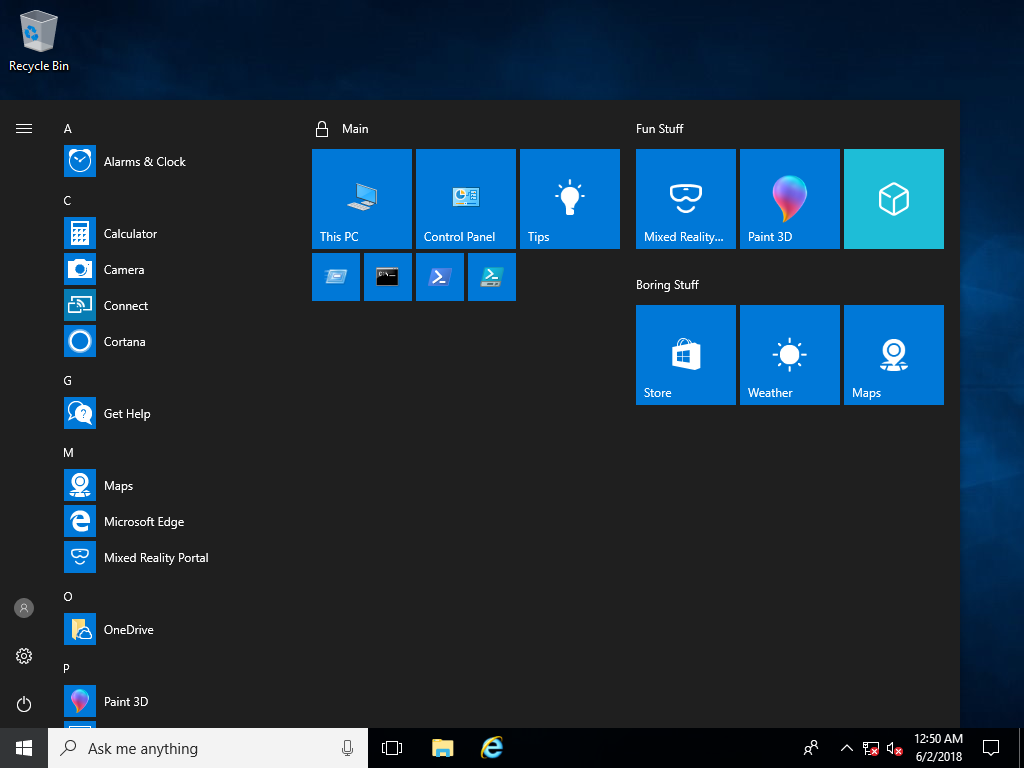 Recycle Bin
A
Alarms & Clock
C
Calculator
Camera
Connect
Cortana
G
Get Help
M
Maps
Microsoft Edge
Mixed Reality Portal
O
OneDrive
P
Paint 3D
Main
This PC
Control Panel
Tips
Fun Stuff
Mixed Reality...
Paint 3D
Boring Stuff
Store
Weather
Maps
Ask me anything
12:50 AM
6/2/2018